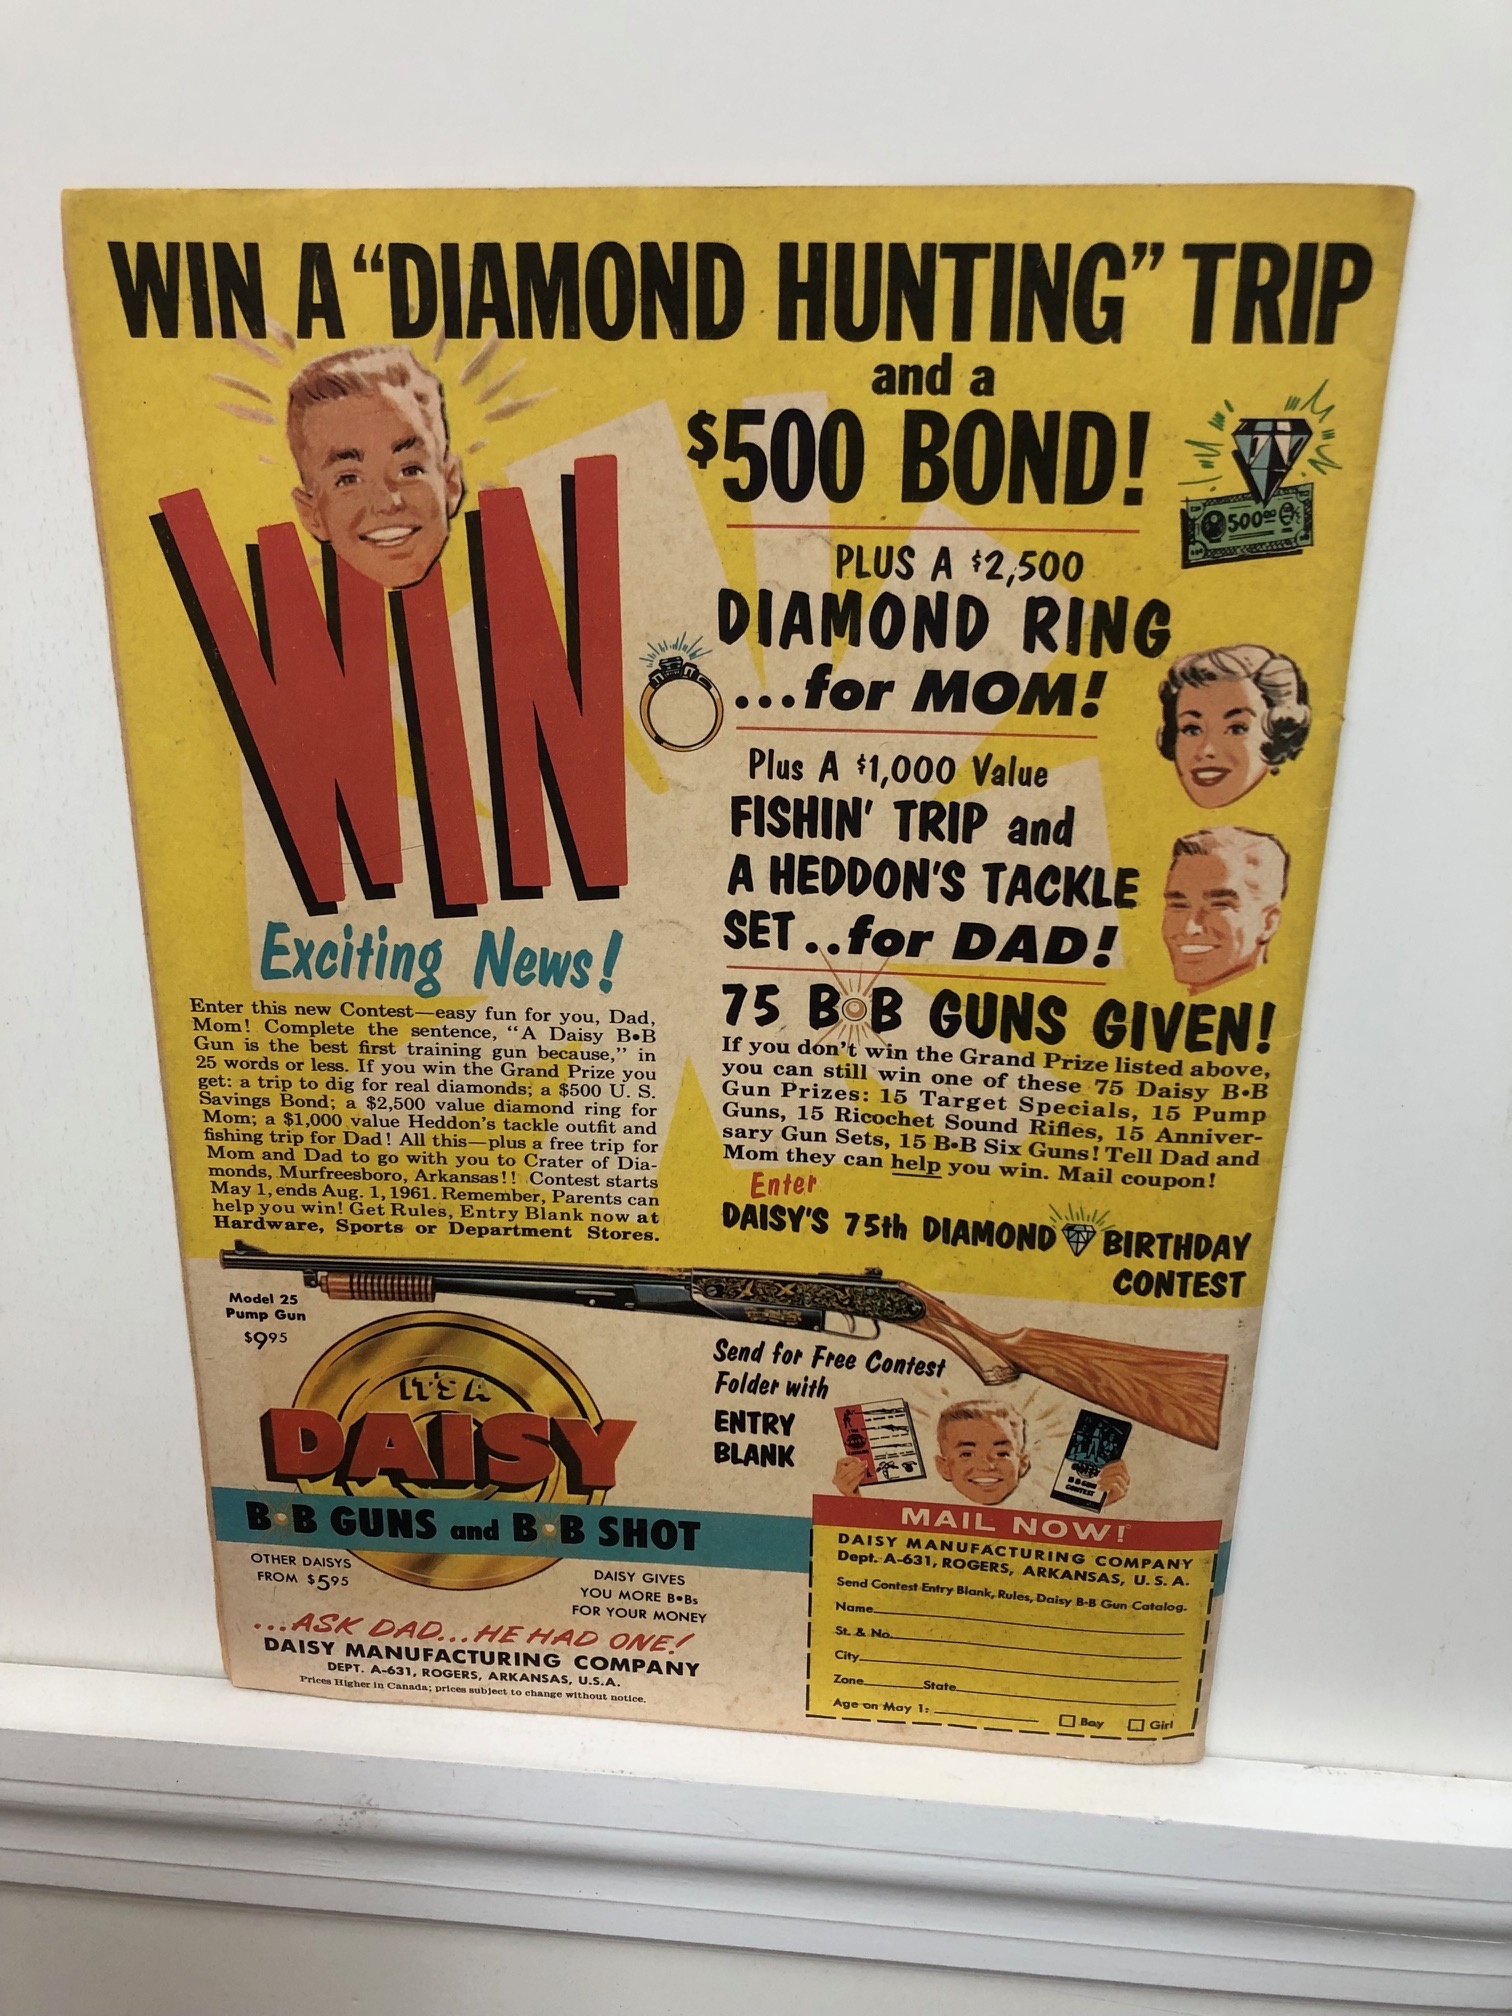 WIN A "DIAMOND HUNTING" TRIP
and a
$500 BOND!
500.00
WIN
PLUS A $2,500
DIAMOND RING
...for MOM!
Plus A $1,000 Value
FISHIN' TRIP and
A HEDDON'S TACKLE
SET..for DAD!
Exciting News!
Enter this new Contest—easy fun for you, Dad,
Mom! Complete the sentence, "A Daisy B•B
Gun is the best first training gun because," in
25 words or less. If you win the Grand Prize you
get: a trip to dig for real diamonds; a $500 U. S.
Savings Bond; a $2,500 value diamond ring for
Mom; a $1,000 value Heddon's tackle outfit and
fishing trip for Dad! All this—plus a free trip for
Mom and Dad to go with you to Crater of Dia-
monds, Murfreesboro, Arkansas!! Contest starts
May 1, ends Aug. 1, 1961. Remember, Parents can
help you win! Get Rules, Entry Blank now at
Hardware, Sports or Department Stores.
75 B•B GUNS GIVEN!
If you don't win the Grand Prize listed above,
you can still win one of these 75 Daisy B•B
Gun Prizes: 15 Target Specials, 15 Pump
Guns, 15 Ricochet Sound Rifles, 15 Anniver-
sary Gun Sets, 15 B•B Six Guns! Tell Dad and
Mom they can help you win. Mail coupon!
Enter
DAISY'S 75th DIAMOND BIRTHDAY
CONTEST
Model 25
Pump Gun
$9.95
IT'S A
DAISY
B•B GUNS and B•B SHOT
OTHER DAISYS
FROM $5.95
DAISY GIVES
YOU MORE B•Bs
FOR YOUR MONEY
...ASK DAD...HE HAD ONE!
DAISY MANUFACTURING COMPANY
DEPT. A-631, ROGERS, ARKANSAS, U.S.A.
Prices Higher in Canada; prices subject to change without notice.
Send for Free Contest
Folder with
ENTRY
BLANK
B•B GUN
CONTEST
MAIL NOW!
DAISY MANUFACTURING COMPANY
Dept. A-631, ROGERS, ARKANSAS, U. S. A.
Send Contest Entry Blank, Rules, Daisy B-B Gun Catalog.
Name
St. & No.
City
Zone State
Age on May 1: Boy Girl